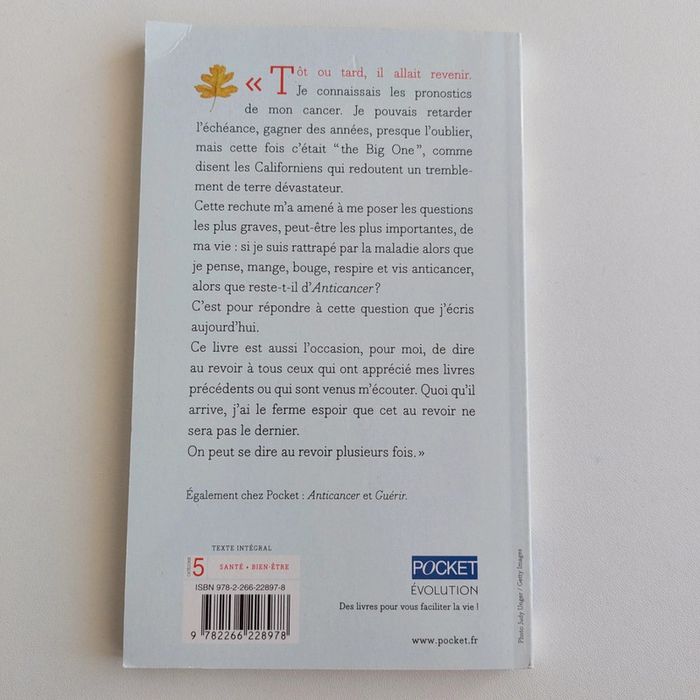 « Tôt ou tard, il allait revenir.
Je connaissais les pronostics
de mon cancer. Je pouvais retarder
l'échéance, gagner des années, presque l'oublier,
mais cette fois c'était “the Big One”, comme
disent les Californiens qui redoutent un tremble-
ment de terre dévastateur.
Cette rechute m'a amené à me poser les questions
les plus graves, peut-être les plus importantes, de
ma vie : si je suis rattrapé par la maladie alors que
je pense, mange, bouge, respire et vis anticancer,
alors que reste-t-il d'Anticancer ?
C'est pour répondre à cette question que j'écris
aujourd'hui.
Ce livre est aussi l'occasion, pour moi, de dire
au revoir à tous ceux qui ont apprécié mes livres
précédents ou qui sont venus m'écouter. Quoi qu'il
arrive, j'ai le ferme espoir que cet au revoir ne
sera pas le dernier.
On peut se dire au revoir plusieurs fois. »
Également chez Pocket : Anticancer et Guérir.
TEXTE INTÉGRAL
CATÉGORIE 5
SANTÉ • BIEN-ÊTRE
ISBN 978-2-266-22897-8
9 782266 228978
POCKET
ÉVOLUTION
Des livres pour vous faciliter la vie !
www.pocket.fr
Photo Judy Unger / Getty Images